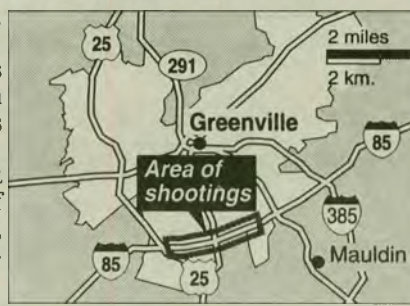 25
291
2 miles
2 km.
Greenville
85
Area of
shootings
385
85
25
Mauldin